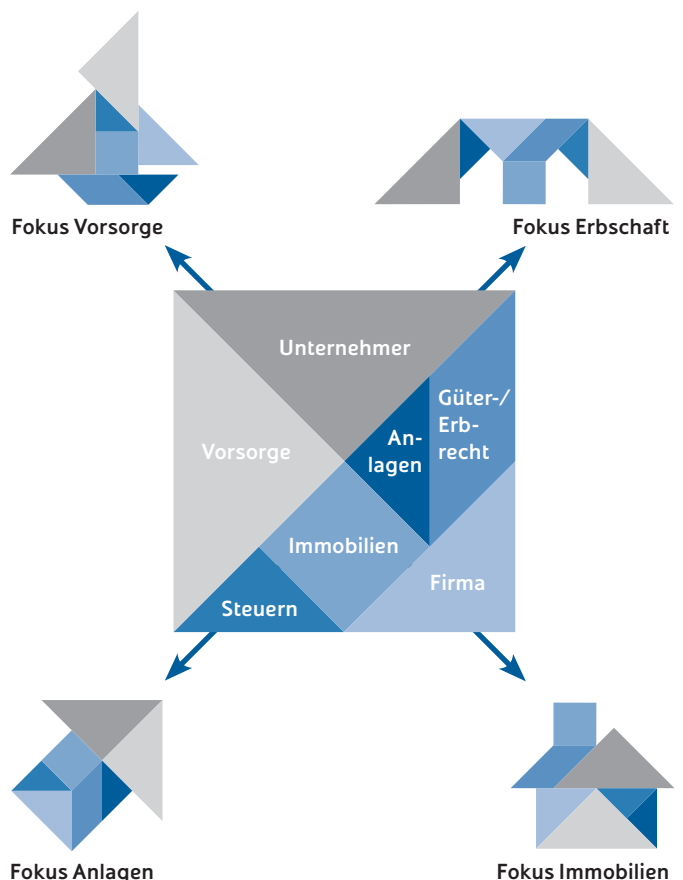 Fokus Vorsorge
Fokus Erbschaft
Unternehmer
Vorsorge
An-
lagen
Güter-/
Erb-
recht
Immobilien
Firma
Steuern
Fokus Anlagen
Fokus Immobilien